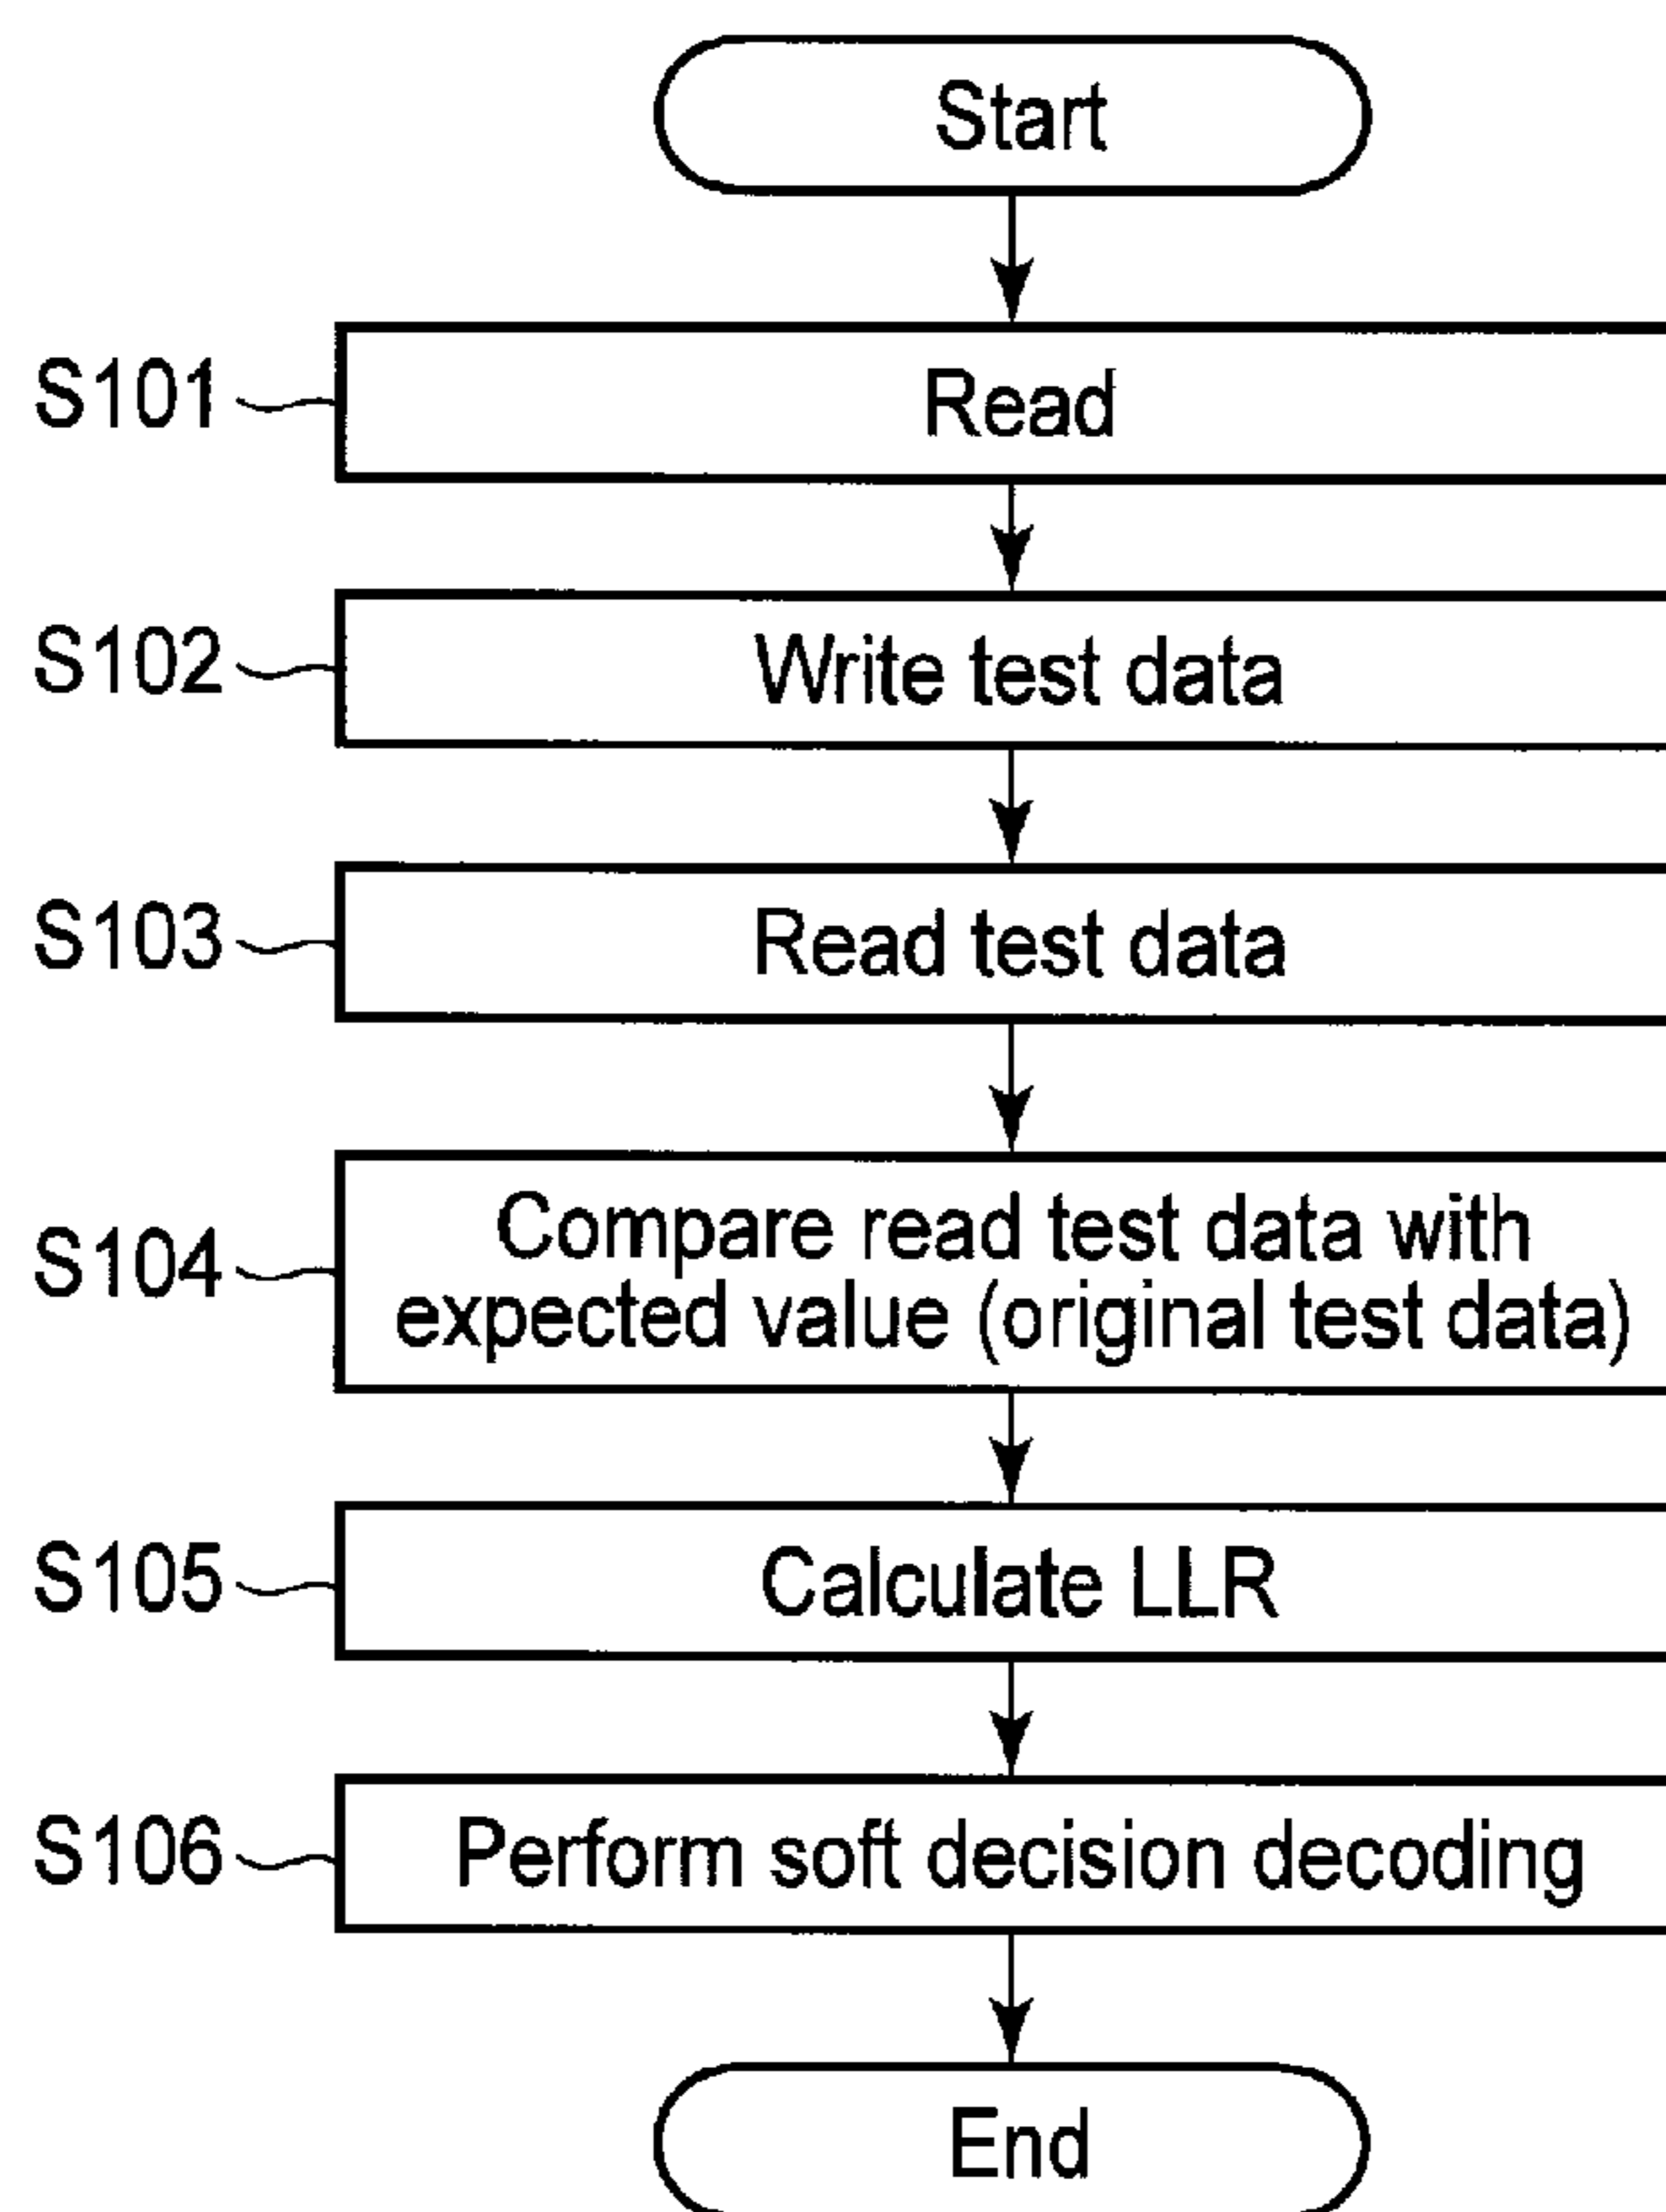 Start
S101
Read
S102
Write test data
S103
Read test data
S104
Compare read test data with
expected value (original test data)
S105
Calculate LLR
S106
Perform soft decision decoding
End